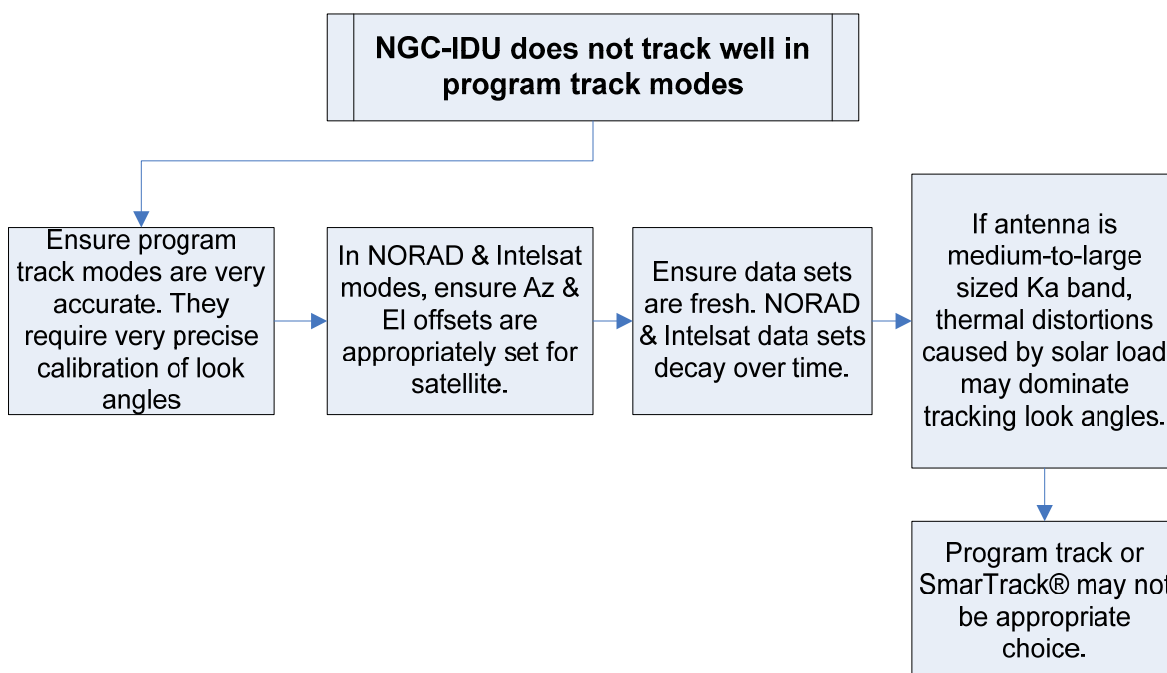 NGC-IDU does not track well in
program track modes
Ensure program
track modes are very
accurate. They
require very precise
calibration of look
angles
In NORAD & Intelsat
modes, ensure Az &
El offsets are
appropriately set for
satellite.
Ensure data sets
are fresh. NORAD
& Intelsat data sets
decay over time.
If antenna is
medium-to-large
sized Ka band,
thermal distortions
caused by solar load
may dominate
tracking look angles.
Program track or
SmarTrack® may not
be appropriate
choice.